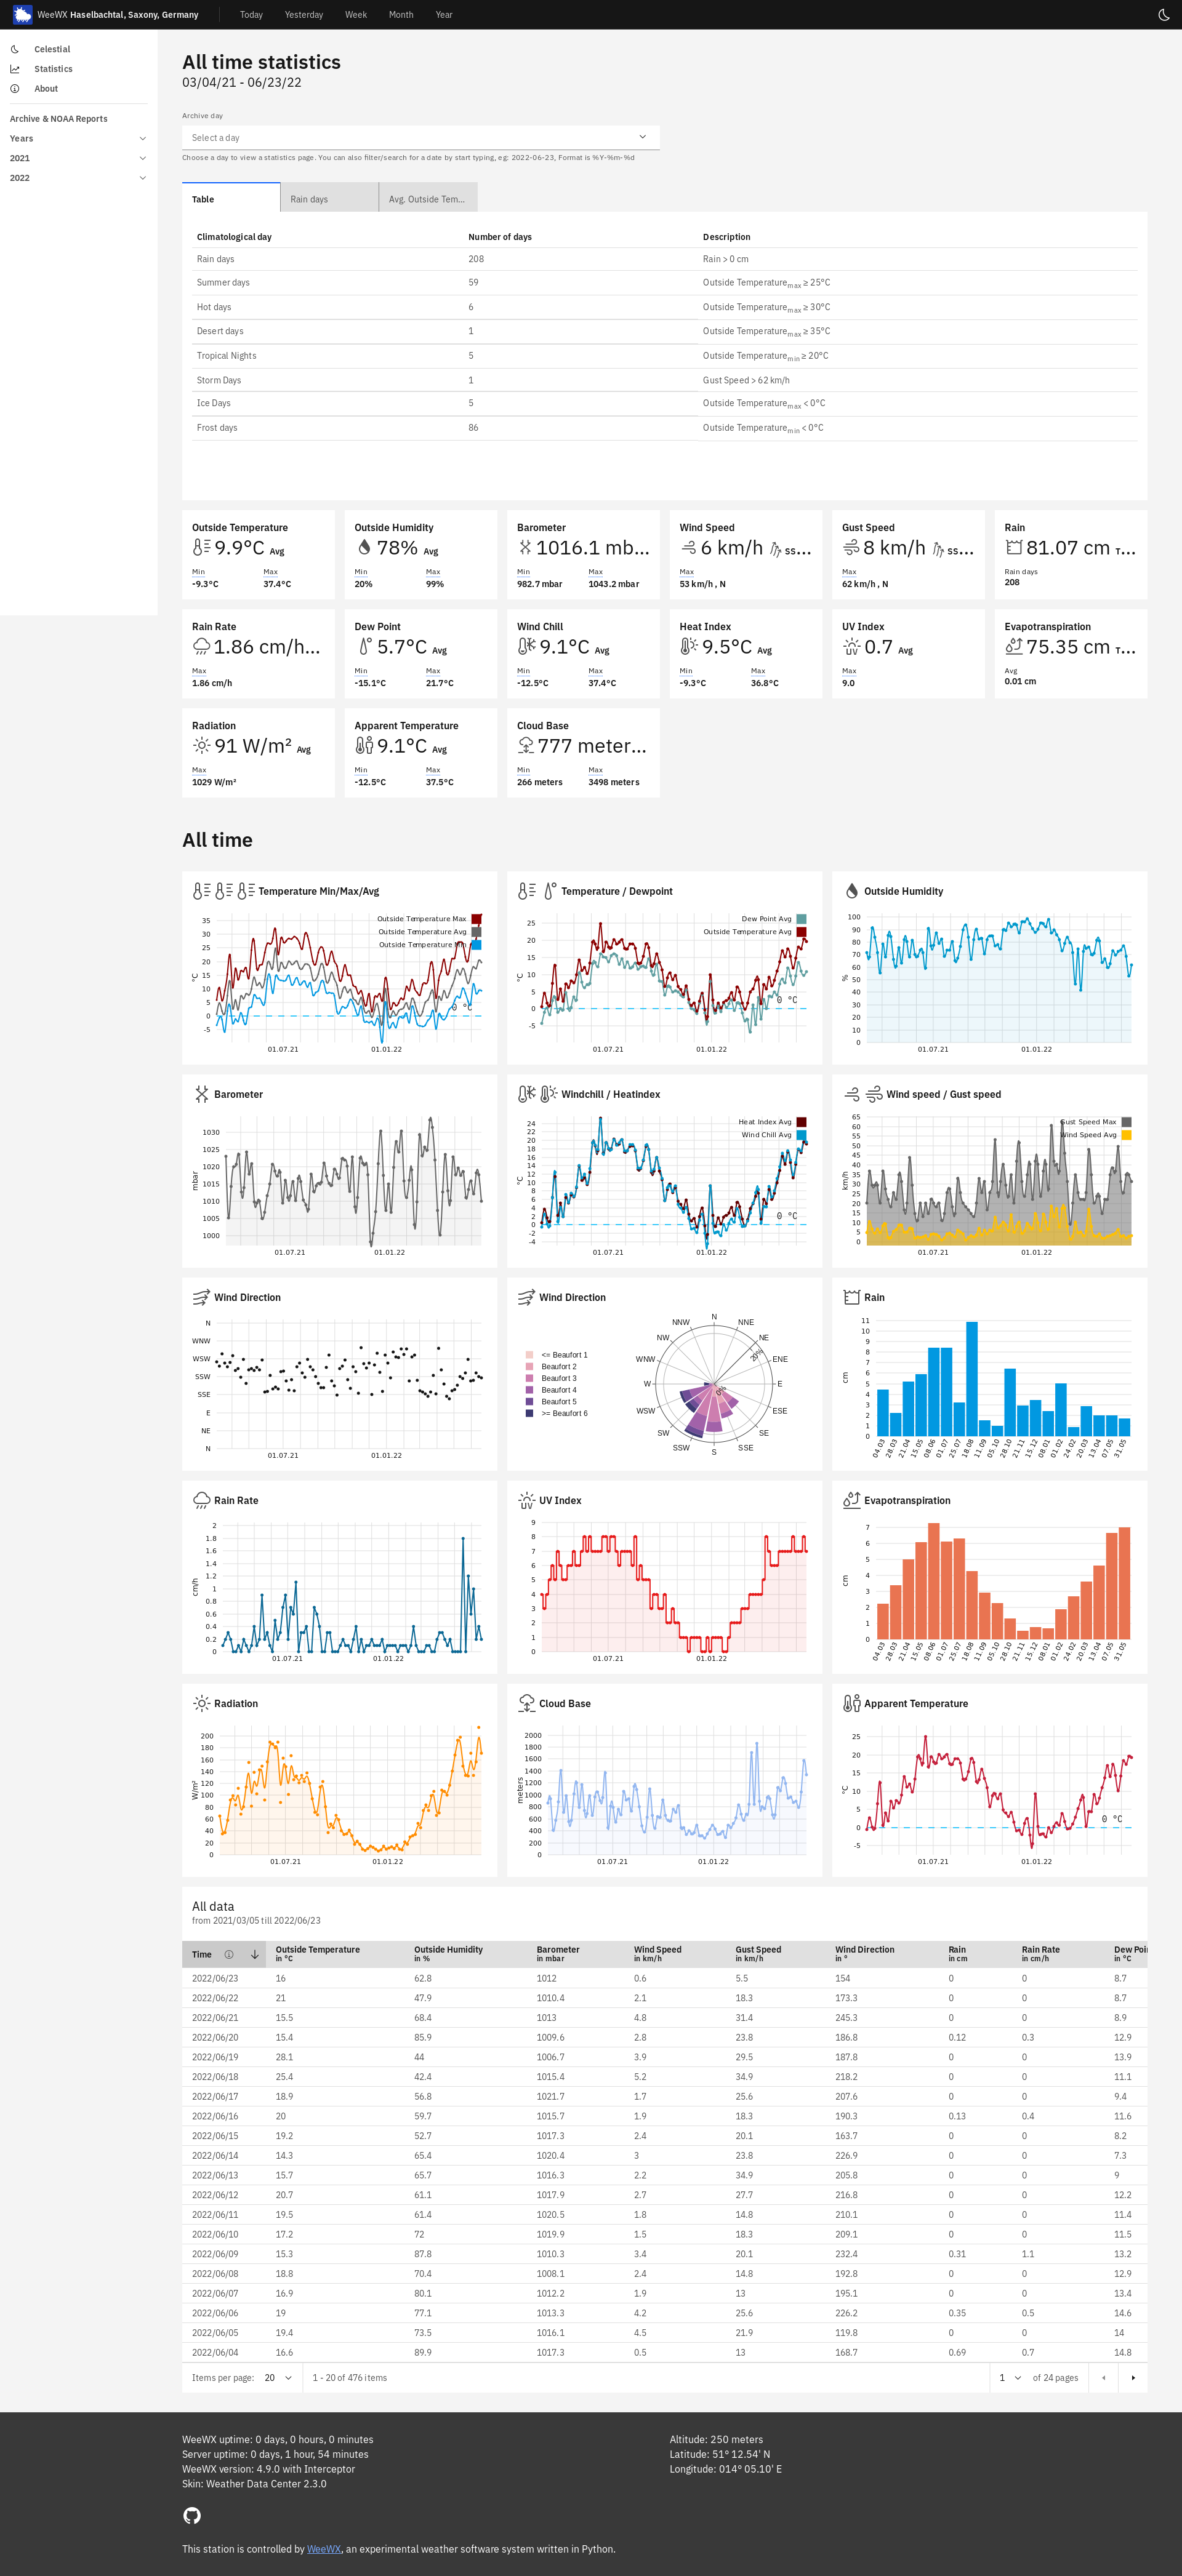 WeeWX Haselbachtal, Saxony, Germany Today Yesterday Week Month Year
Celestial
Statistics
About
Archive & NOAA Reports
Years
2021
2022
All time statistics
03/04/21 - 06/23/22
Archive day
Select a day
Choose a day to view a statistics page. You can also filter/search for a date by start typing, eg: 2022-06-23, Format is %Y-%m-%d
Table Rain days Avg. Outside Tem...
Climatological day Number of days Description
Rain days 208 Rain > 0 cm
Summer days 59 Outside Temperaturemax ≥ 25°C
Hot days 6 Outside Temperaturemax ≥ 30°C
Desert days 1 Outside Temperaturemax ≥ 35°C
Tropical Nights 5 Outside Temperaturemin ≥ 20°C
Storm Days 1 Gust Speed > 62 km/h
Ice Days 5 Outside Temperaturemax < 0°C
Frost days 86 Outside Temperaturemin < 0°C
Outside Temperature Outside Humidity Barometer Wind Speed Gust Speed Rain
9.9°C Avg 78% Avg 1016.1 mb... 6 km/h SS... 8 km/h SS... 81.07 cm T...
Min Max Min Max Min Max Max Max Rain days
-9.3°C 37.4°C 20% 99% 982.7 mbar 1043.2 mbar 53 km/h , N 62 km/h , N 208
Rain Rate Dew Point Wind Chill Heat Index UV Index Evapotranspiration
1.86 cm/h... 5.7°C Avg 9.1°C Avg 9.5°C Avg 0.7 Avg 75.35 cm T...
Max Min Max Min Max Min Max Max Avg
1.86 cm/h -15.1°C 21.7°C -12.5°C 37.4°C -9.3°C 36.8°C 9.0 0.01 cm
Radiation Apparent Temperature Cloud Base
91 W/m² Avg 9.1°C Avg 777 meter...
Max Min Max Min Max
1029 W/m² -12.5°C 37.5°C 266 meters 3498 meters
All time
Temperature Min/Max/Avg
Outside Temperature Max
Outside Temperature Avg
Outside Temperature Min
°C
35
30
25
20
15
10
5
0
-5
0 °C
01.07.21 01.01.22
Temperature / Dewpoint
Dew Point Avg
Outside Temperature Avg
°C
25
20
15
10
5
0
-5
0 °C
01.07.21 01.01.22
Outside Humidity
%
100
90
80
70
60
50
40
30
20
10
0
01.07.21 01.01.22
Barometer
mbar
1030
1025
1020
1015
1010
1005
1000
01.07.21 01.01.22
Windchill / Heatindex
Heat Index Avg
Wind Chill Avg
°C
24
22
20
18
16
14
12
10
8
6
4
2
0
-2
-4
0 °C
01.07.21 01.01.22
Wind speed / Gust speed
Gust Speed Max
Wind Speed Avg
km/h
65
60
55
50
45
40
35
30
25
20
15
10
5
0
01.07.21 01.01.22
Wind Direction
N
WNW
WSW
SSW
SSE
E
NE
N
01.07.21 01.01.22
Wind Direction
<= Beaufort 1
Beaufort 2
Beaufort 3
Beaufort 4
Beaufort 5
>= Beaufort 6
N NNE NE ENE E ESE SE SSE S SSW SW WSW W WNW NW NNW
0% 20%
Rain
cm
11
10
9
8
7
6
5
4
3
2
1
0
04.03 28.03 21.04 15.05 08.06 01.07 25.07 18.08 11.09 05.10 28.10 21.11 15.12 08.01 01.02 24.02 20.03 13.04 07.05 31.05
Rain Rate
cm/h
2
1.8
1.6
1.4
1.2
1
0.8
0.6
0.4
0.2
0
01.07.21 01.01.22
UV Index
9
8
7
6
5
4
3
2
1
0
01.07.21 01.01.22
Evapotranspiration
cm
7
6
5
4
3
2
1
0
04.03 28.03 21.04 15.05 08.06 01.07 25.07 18.08 11.09 05.10 28.10 21.11 15.12 08.01 01.02 24.02 20.03 13.04 07.05 31.05
Radiation
W/m²
200
180
160
140
120
100
80
60
40
20
0
01.07.21 01.01.22
Cloud Base
meters
2000
1800
1600
1400
1200
1000
800
600
400
200
0
01.07.21 01.01.22
Apparent Temperature
°C
25
20
15
10
5
0
-5
0 °C
01.07.21 01.01.22
All data
from 2021/03/05 till 2022/06/23
Time Outside Temperature Outside Humidity Barometer Wind Speed Gust Speed Wind Direction Rain Rain Rate Dew Poin
in °C in % in mbar in km/h in km/h in ° in cm in cm/h in °C
2022/06/23 16 62.8 1012 0.6 5.5 154 0 0 8.7
2022/06/22 21 47.9 1010.4 2.1 18.3 173.3 0 0 8.7
2022/06/21 15.5 68.4 1013 4.8 31.4 245.3 0 0 8.9
2022/06/20 15.4 85.9 1009.6 2.8 23.8 186.8 0.12 0.3 12.9
2022/06/19 28.1 44 1006.7 3.9 29.5 187.8 0 0 13.9
2022/06/18 25.4 42.4 1015.4 5.2 34.9 218.2 0 0 11.1
2022/06/17 18.9 56.8 1021.7 1.7 25.6 207.6 0 0 9.4
2022/06/16 20 59.7 1015.7 1.9 18.3 190.3 0.13 0.4 11.6
2022/06/15 19.2 52.7 1017.3 2.4 20.1 163.7 0 0 8.2
2022/06/14 14.3 65.4 1020.4 3 23.8 226.9 0 0 7.3
2022/06/13 15.7 65.7 1016.3 2.2 34.9 205.8 0 0 9
2022/06/12 20.7 61.1 1017.9 2.7 27.7 216.8 0 0 12.2
2022/06/11 19.5 61.4 1020.5 1.8 14.8 210.1 0 0 11.4
2022/06/10 17.2 72 1019.9 1.5 18.3 209.1 0 0 11.5
2022/06/09 15.3 87.8 1010.3 3.4 20.1 232.4 0.31 1.1 13.2
2022/06/08 18.8 70.4 1008.1 2.4 14.8 192.8 0 0 12.9
2022/06/07 16.9 80.1 1012.2 1.9 13 195.1 0 0 13.4
2022/06/06 19 77.1 1013.3 4.2 25.6 226.2 0.35 0.5 14.6
2022/06/05 19.4 73.5 1016.1 4.5 21.9 119.8 0 0 14
2022/06/04 16.6 89.9 1017.3 0.5 13 168.7 0.69 0.7 14.8
Items per page: 20 1 - 20 of 476 items 1 of 24 pages
WeeWX uptime: 0 days, 0 hours, 0 minutes
Server uptime: 0 days, 1 hour, 54 minutes
WeeWX version: 4.9.0 with Interceptor
Skin: Weather Data Center 2.3.0
Altitude: 250 meters
Latitude: 51° 12.54' N
Longitude: 014° 05.10' E
This station is controlled by WeeWX, an experimental weather software system written in Python.